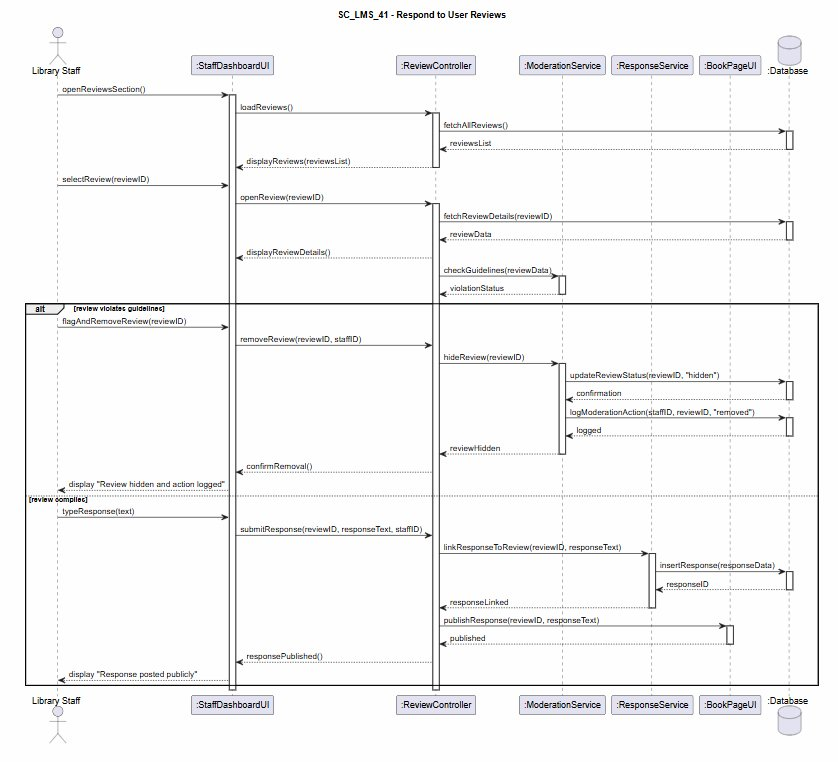 SC_LMS_41 - Respond to User Reviews
Library Staff
:StaffDashboardUI
:ReviewController
:ModerationService
:ResponseService
:BookPageUI
:Database
openReviewsSection()
loadReviews()
fetchAllReviews()
reviewsList
displayReviews(reviewsList)
selectReview(reviewID)
openReview(reviewID)
fetchReviewDetails(reviewID)
reviewData
displayReviewDetails()
checkGuidelines(reviewData)
violationStatus
alt
[review violates guidelines]
flagAndRemoveReview(reviewID)
removeReview(reviewID, staffID)
hideReview(reviewID)
updateReviewStatus(reviewID, "hidden")
confirmation
logModerationAction(staffID, reviewID, "removed")
logged
reviewHidden
confirmRemoval()
display "Review hidden and action logged"
[review complies]
typeResponse(text)
submitResponse(reviewID, responseText, staffID)
linkResponseToReview(reviewID, responseText)
insertResponse(responseData)
responseID
responseLinked
publishResponse(reviewID, responseText)
published
responsePublished()
display "Response posted publicly"
Library Staff
:StaffDashboardUI
:ReviewController
:ModerationService
:ResponseService
:BookPageUI
:Database